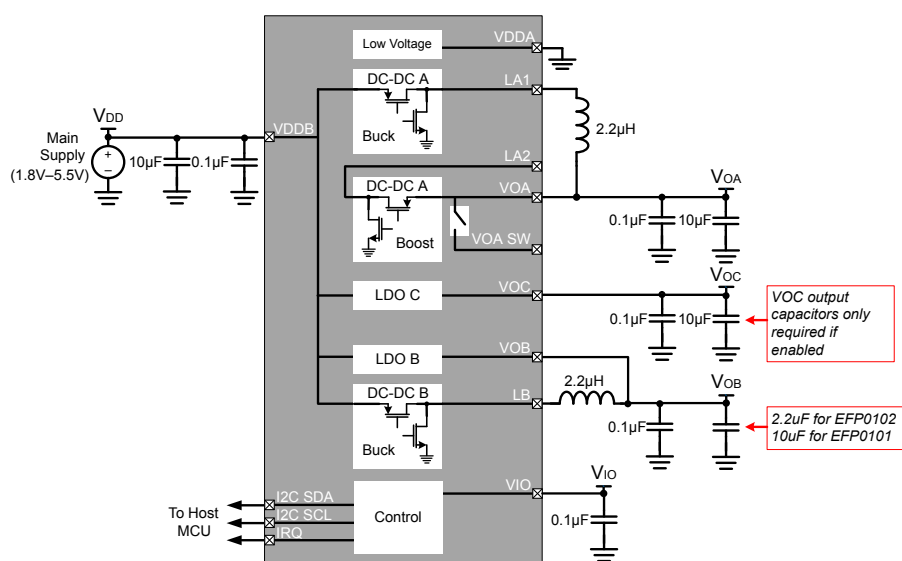 Low Voltage
VDDA
DC-DC A
LA1
Buck
2.2µH
VDD
Main
Supply
(1.8V–5.5V)
10µF
0.1µF
VDDB
LA2
DC-DC A
VOA
VOA
Boost
VOA SW
0.1µF
10µF
LDO C
VOC
VOC
0.1µF
10µF
VOC output
capacitors only
required if
enabled
LDO B
VOB
DC-DC B
LB
2.2µH
VOB
Buck
0.1µF
2.2uF for EFP0102
10uF for EFP0101
I2C SDA
I2C SCL
IRQ
To Host
MCU
Control
VIO
VIO
0.1µF